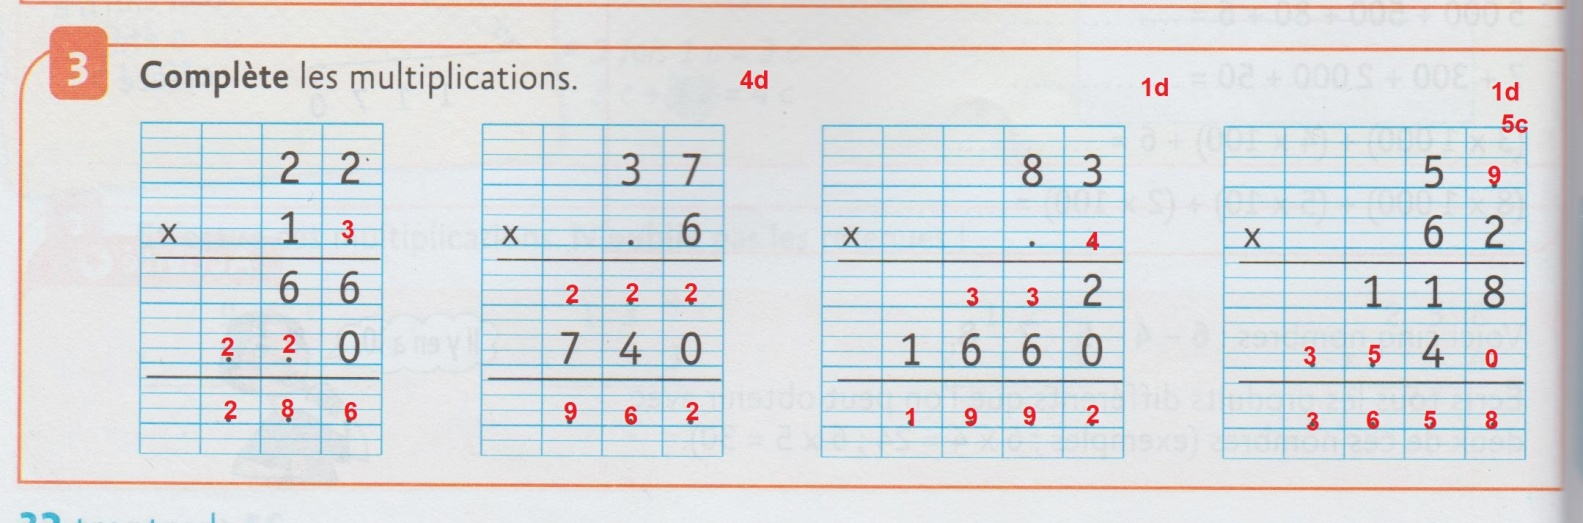 3 Complète les multiplications. 4d 1d 1d
5c
2 2
x 1 3
6 6
2 2 0
2 8 6
3 7
x . 6
2 2 2
7 4 0
9 6 2
8 3
x . 4
3 3 2
1 6 6 0
1 9 9 2
5 9
x 6 2
1 1 8
3 5 4 0
3 6 5 8